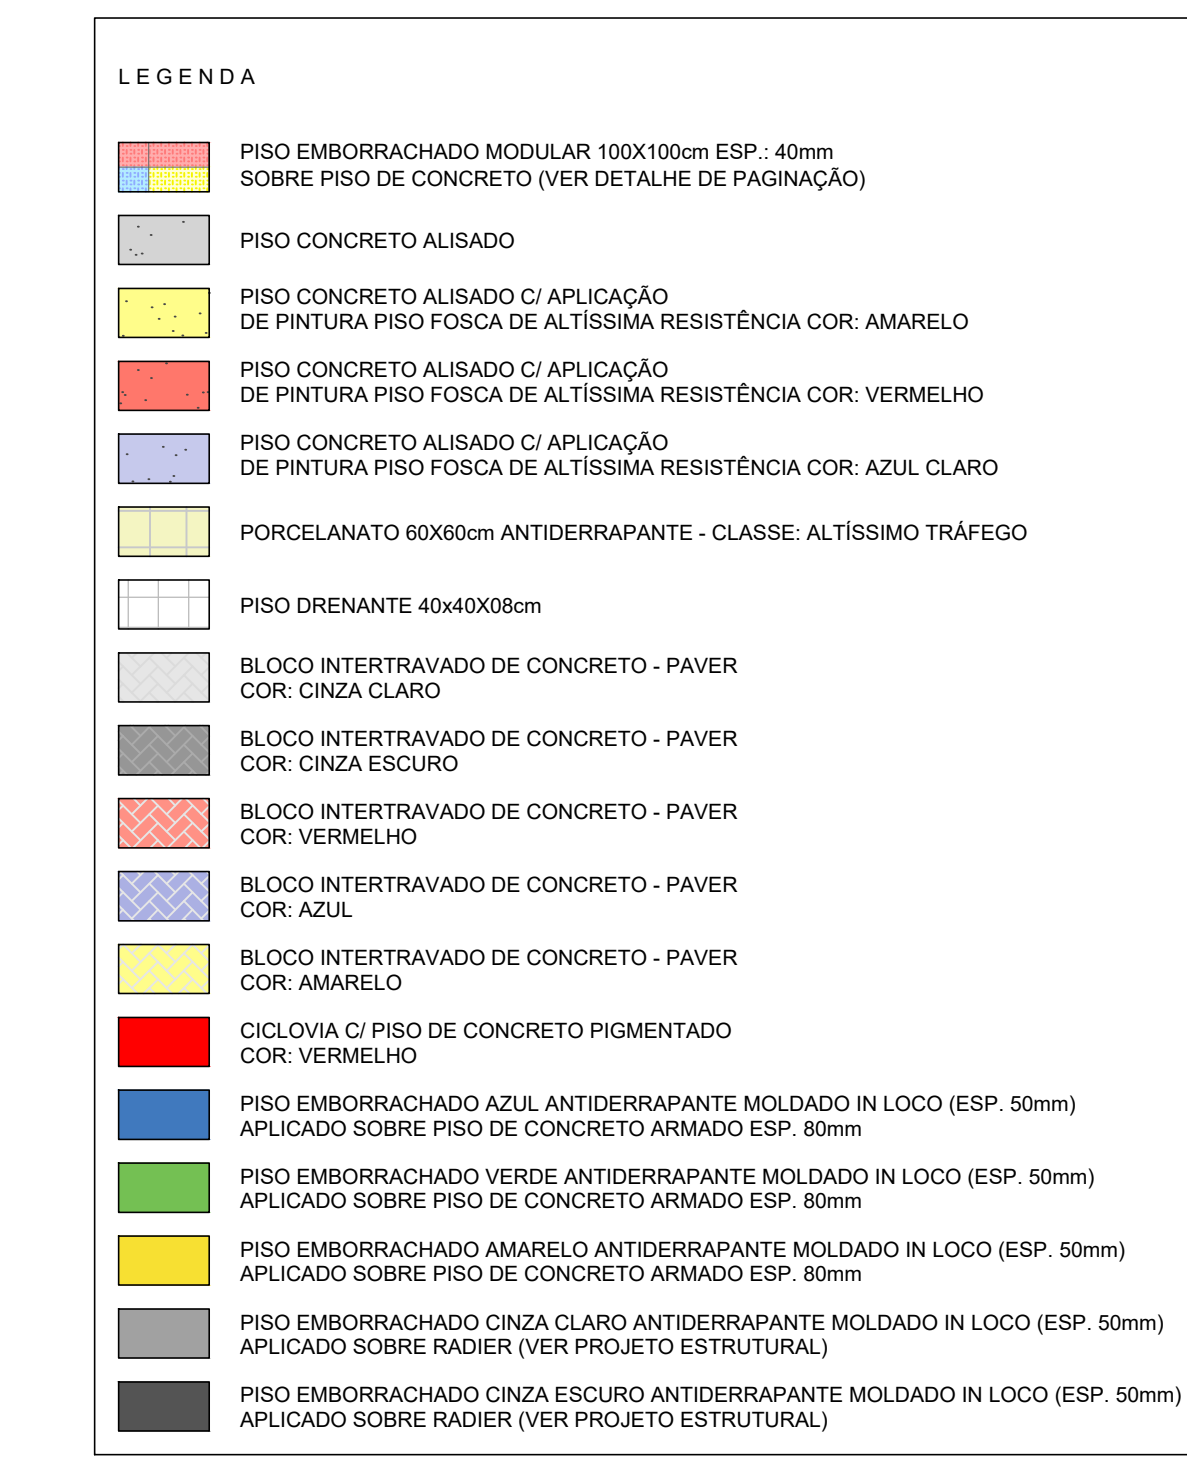 LEGENDA
PISO EMBORRACHADO MODULAR 100X100cm ESP.: 40mm
SOBRE PISO DE CONCRETO (VER DETALHE DE PAGINAÇÃO)
PISO CONCRETO ALISADO
PISO CONCRETO ALISADO C/ APLICAÇÃO
DE PINTURA PISO FOSCA DE ALTÍSSIMA RESISTÊNCIA COR: AMARELO
PISO CONCRETO ALISADO C/ APLICAÇÃO
DE PINTURA PISO FOSCA DE ALTÍSSIMA RESISTÊNCIA COR: VERMELHO
PISO CONCRETO ALISADO C/ APLICAÇÃO
DE PINTURA PISO FOSCA DE ALTÍSSIMA RESISTÊNCIA COR: AZUL CLARO
PORCELANATO 60X60cm ANTIDERRAPANTE - CLASSE: ALTÍSSIMO TRÁFEGO
PISO DRENANTE 40x40X08cm
BLOCO INTERTRAVADO DE CONCRETO - PAVER
COR: CINZA CLARO
BLOCO INTERTRAVADO DE CONCRETO - PAVER
COR: CINZA ESCURO
BLOCO INTERTRAVADO DE CONCRETO - PAVER
COR: VERMELHO
BLOCO INTERTRAVADO DE CONCRETO - PAVER
COR: AZUL
BLOCO INTERTRAVADO DE CONCRETO - PAVER
COR: AMARELO
CICLOVIA C/ PISO DE CONCRETO PIGMENTADO
COR: VERMELHO
PISO EMBORRACHADO AZUL ANTIDERRAPANTE MOLDADO IN LOCO (ESP. 50mm)
APLICADO SOBRE PISO DE CONCRETO ARMADO ESP. 80mm
PISO EMBORRACHADO VERDE ANTIDERRAPANTE MOLDADO IN LOCO (ESP. 50mm)
APLICADO SOBRE PISO DE CONCRETO ARMADO ESP. 80mm
PISO EMBORRACHADO AMARELO ANTIDERRAPANTE MOLDADO IN LOCO (ESP. 50mm)
APLICADO SOBRE PISO DE CONCRETO ARMADO ESP. 80mm
PISO EMBORRACHADO CINZA CLARO ANTIDERRAPANTE MOLDADO IN LOCO (ESP. 50mm)
APLICADO SOBRE RADIER (VER PROJETO ESTRUTURAL)
PISO EMBORRACHADO CINZA ESCURO ANTIDERRAPANTE MOLDADO IN LOCO (ESP. 50mm)
APLICADO SOBRE RADIER (VER PROJETO ESTRUTURAL)